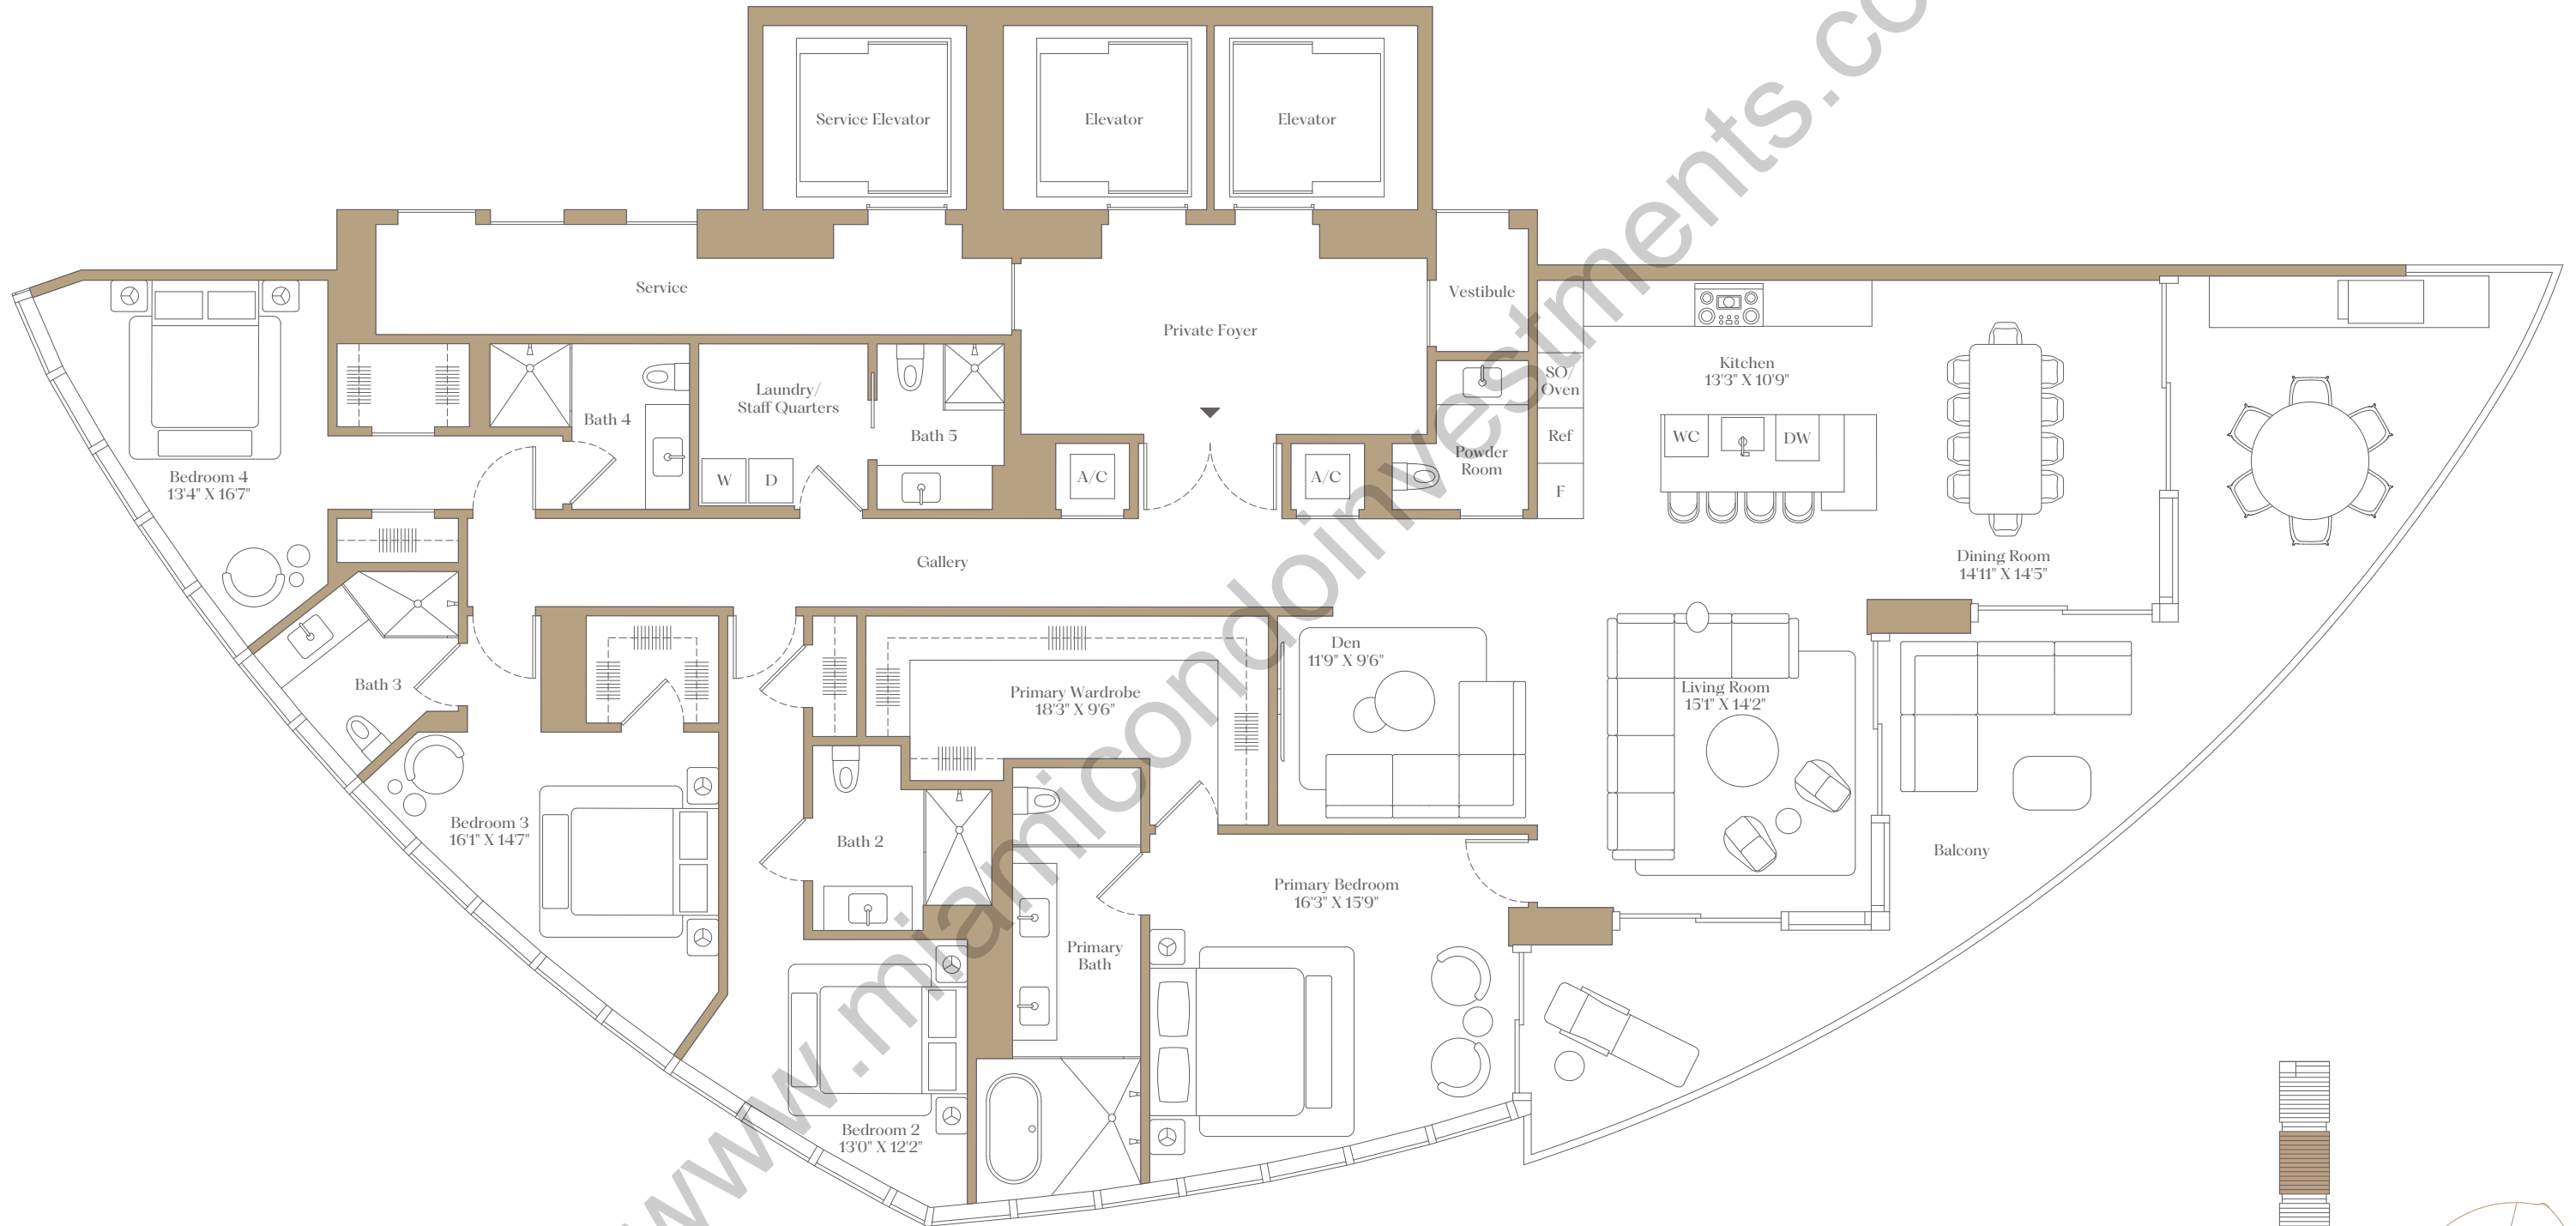 Service Elevator
Elevator
Elevator
Service
Vestibule
Private Foyer
Kitchen
13'3" X 10'9"
SO/
Oven
Laundry/
Staff Quarters
Bath 4
Bath 5
Ref
WC
DW
Powder
Room
Bedroom 4
13'4" X 16'7"
W
D
A/C
A/C
F
Gallery
Dining Room
14'11" X 14'5"
Den
11'9" X 9'6"
Bath 3
Primary Wardrobe
18'3" X 9'6"
Living Room
15'1" X 14'2"
Bedroom 3
16'1" X 14'7"
Bath 2
Balcony
Primary Bedroom
16'3" X 15'9"
Primary
Bath
Bedroom 2
13'0" X 12'2"
www.miamicondoinvestments.co